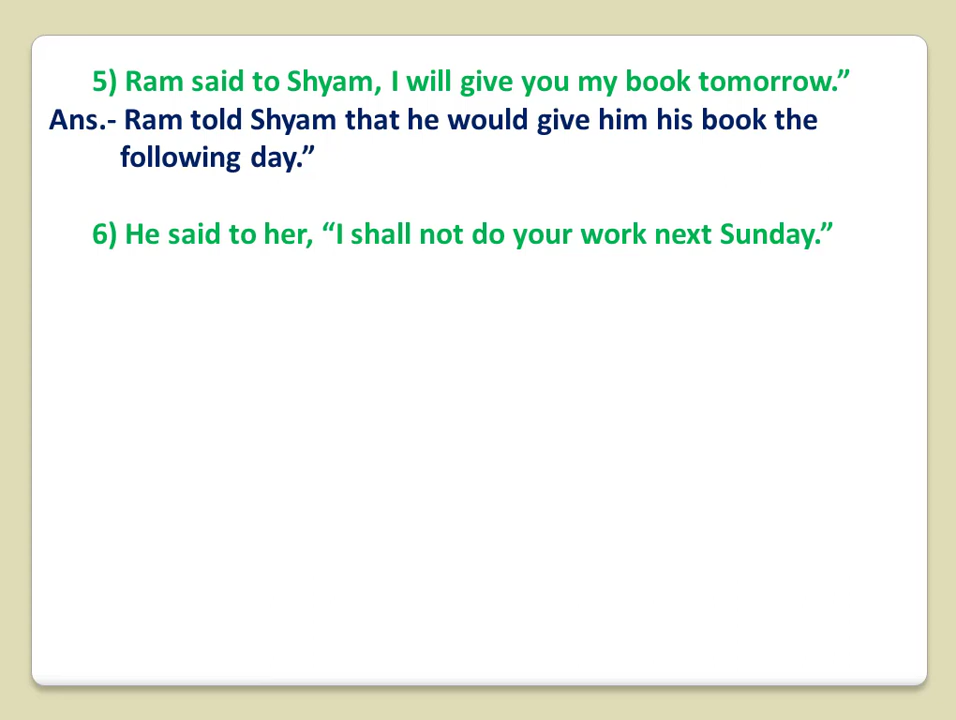 5) Ram said to Shyam, I will give you my book tomorrow.”
Ans.- Ram told Shyam that he would give him his book the
following day.”
6) He said to her, “I shall not do your work next Sunday.”